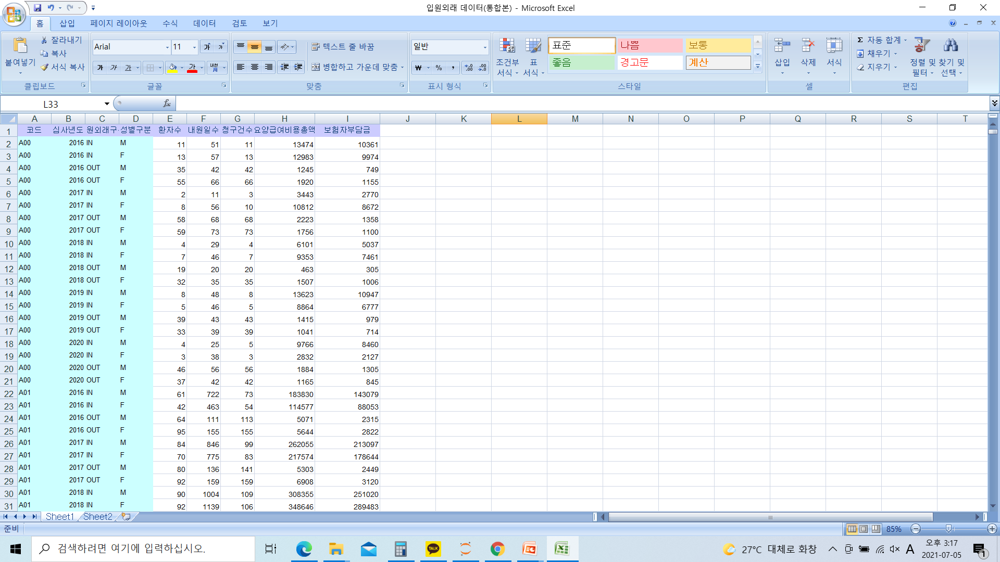 입원외래 데이터(통합본) - Microsoft Excel
홈 삽입 페이지 레이아웃 수식 데이터 검토 보기
붙여넣기 잘라내기 복사 서식 복사 클립보드
Arial 11 가 가 가 가 가 가 내천 글꼴
텍스트 줄 바꿈 병합하고 가운데 맞춤 맞춤
일반 ₩ % , 표시 형식
조건부 서식 표 서식 표준 나쁨 보통 좋음 경고문 계산 스타일
삽입 삭제 서식 셀
Σ 자동 합계 채우기 지우기 정렬 및 필터 찾기 및 선택 편집
L33 fx
A B C D E F G H I J K L M N O P Q R S T
1 코드 심사년도 원외래구 성별구분 환자수 내원일수 청구건수 요양급여비용총액 보험자부담금
2 A00 2016 IN M 11 51 11 13474 10361
3 A00 2016 IN F 13 57 13 12983 9974
4 A00 2016 OUT M 35 42 42 1245 749
5 A00 2016 OUT F 55 66 66 1920 1155
6 A00 2017 IN M 2 11 3 3443 2770
7 A00 2017 IN F 8 56 10 10812 8672
8 A00 2017 OUT M 58 68 68 2223 1358
9 A00 2017 OUT F 59 73 73 1756 1100
10 A00 2018 IN M 4 29 4 6101 5037
11 A00 2018 IN F 7 46 7 9353 7461
12 A00 2018 OUT M 19 20 20 463 305
13 A00 2018 OUT F 32 35 35 1507 1006
14 A00 2019 IN M 8 48 8 13623 10947
15 A00 2019 IN F 5 46 5 8864 6777
16 A00 2019 OUT M 39 43 43 1415 979
17 A00 2019 OUT F 33 39 39 1041 714
18 A00 2020 IN M 4 25 5 9766 8460
19 A00 2020 IN F 3 38 3 2832 2127
20 A00 2020 OUT M 46 56 56 1884 1305
21 A00 2020 OUT F 37 42 42 1165 845
22 A01 2016 IN M 61 722 73 183830 143079
23 A01 2016 IN F 42 463 54 114577 88053
24 A01 2016 OUT M 64 111 113 5071 2315
25 A01 2016 OUT F 95 155 155 5644 2822
26 A01 2017 IN M 84 846 99 262055 213097
27 A01 2017 IN F 70 775 83 217574 178644
28 A01 2017 OUT M 80 136 141 5303 2449
29 A01 2017 OUT F 92 159 159 6908 3120
30 A01 2018 IN M 90 1004 109 308355 251020
31 A01 2018 IN F 92 1139 106 348646 289483
Sheet1 Sheet2
준비 85%
검색하려면 여기에 입력하십시오. TALK 27°C 대체로 화창 A 오후 3:17
2021-07-05 1